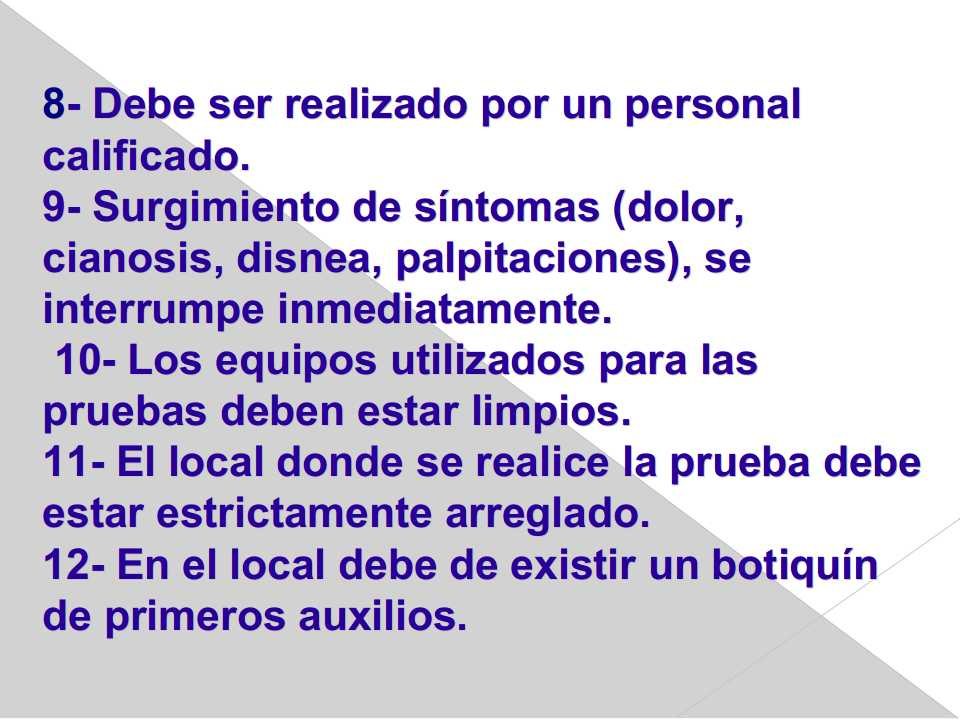 8- Debe ser realizado por un personal
calificado.
9- Surgimiento de síntomas (dolor,
cianosis, disnea, palpitaciones), se
interrumpe inmediatamente.
10- Los equipos utilizados para las
pruebas deben estar limpios.
11- El local donde se realice la prueba debe
estar estrictamente arreglado.
12- En el local debe de existir un botiquín
de primeros auxilios.